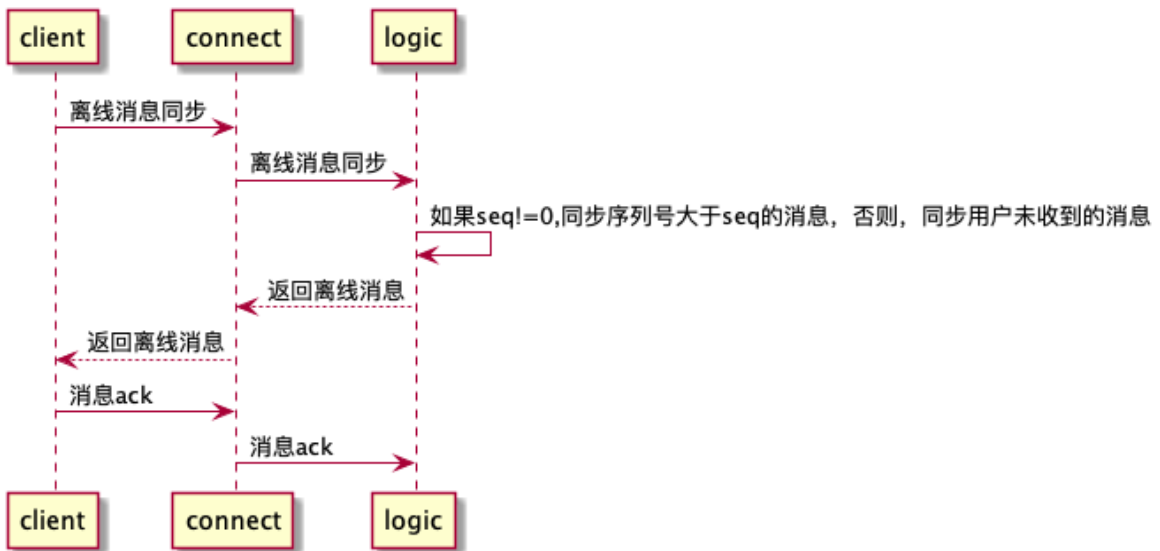 client connect logic
离线消息同步
离线消息同步
如果seq!=0,同步序列号大于seq的消息，否则，同步用户未收到的消息
返回离线消息
返回离线消息
消息ack
消息ack
client connect logic